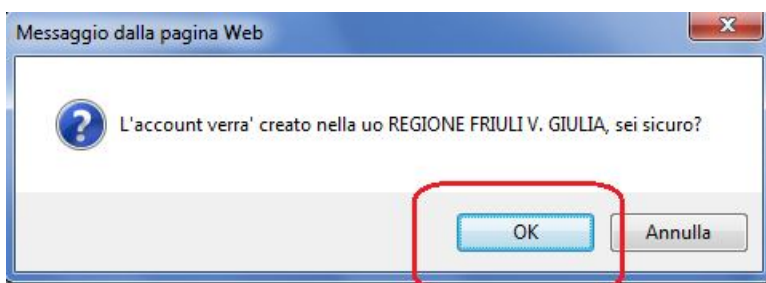 Messaggio dalla pagina Web
L'account verra' creato nella uo REGIONE FRIULI V. GIULIA, sei sicuro?
OK
Annulla